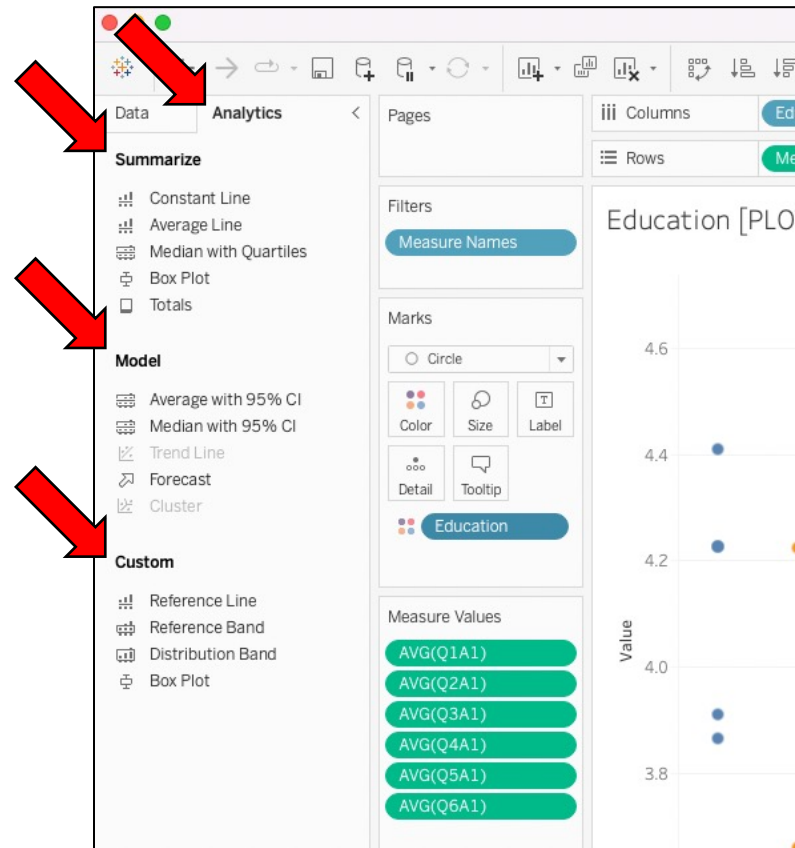 Data
Analytics
Summarize
Constant Line
Average Line
Median with Quartiles
Box Plot
Totals
Model
Average with 95% CI
Median with 95% CI
Trend Line
Forecast
Cluster
Custom
Reference Line
Reference Band
Distribution Band
Box Plot
Pages
Filters
Measure Names
Marks
Circle
Color
Size
T
Label
Detail
Tooltip
Education
Measure Values
AVG(Q1A1)
AVG(Q2A1)
AVG(Q3A1)
AVG(Q4A1)
AVG(Q5A1)
AVG(Q6A1)
Columns
Ed
Rows
Me
Education [PLO
4.6
4.4
4.2
4.0
3.8
Value